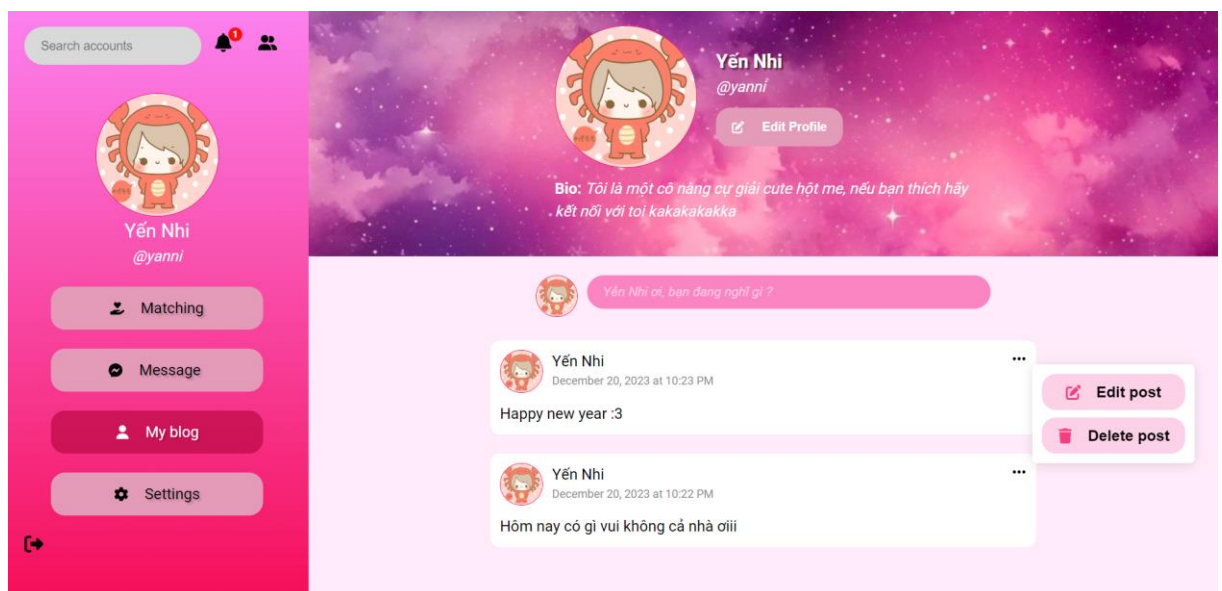 Search accounts
1
Yến Nhi
@yanni
Matching
Message
My blog
Settings
Yến Nhi
@yanni
Edit Profile
Bio: Tôi là một cô nàng cự giải cute hột me, nếu bạn thích hãy
kết nối với toi kakakakakka
Yến Nhi ơi, bạn đang nghĩ gì ?
Yến Nhi
December 20, 2023 at 10:23 PM
Happy new year :3
Edit post
Delete post
Yến Nhi
December 20, 2023 at 10:22 PM
Hôm nay có gì vui không cả nhà ơiii